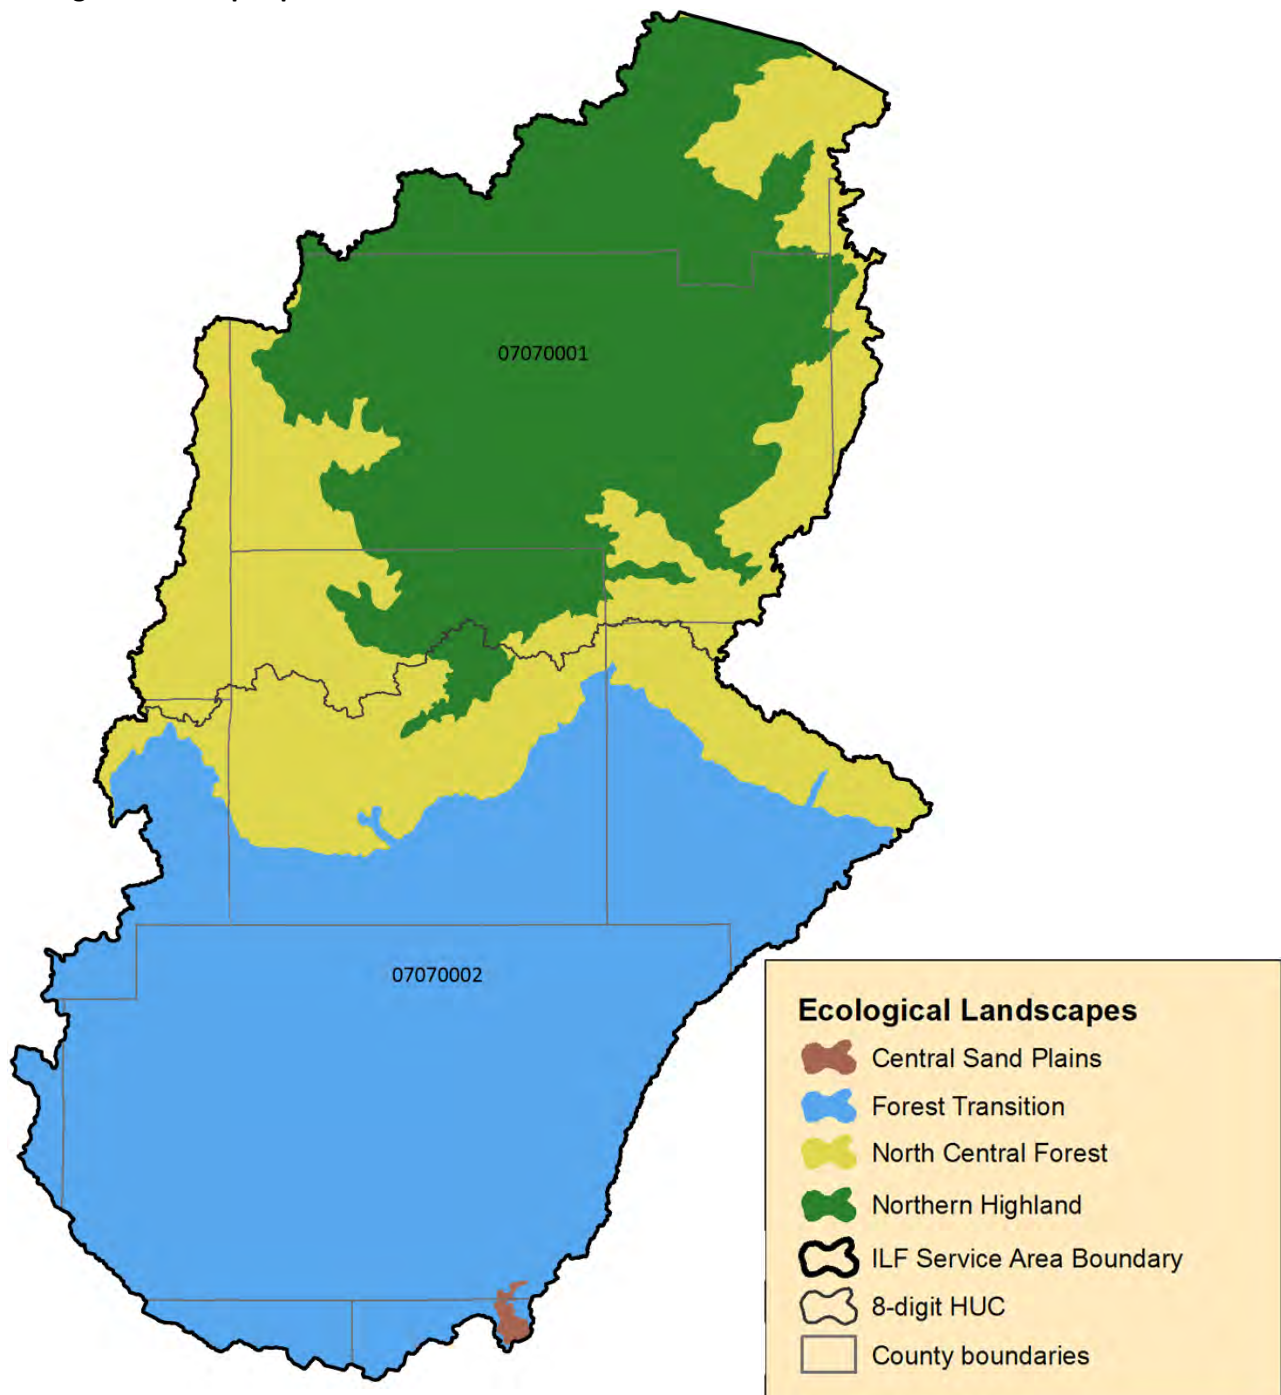 07070001
07070002
Ecological Landscapes
Central Sand Plains
Forest Transition
North Central Forest
Northern Highland
ILF Service Area Boundary
8-digit HUC
County boundaries